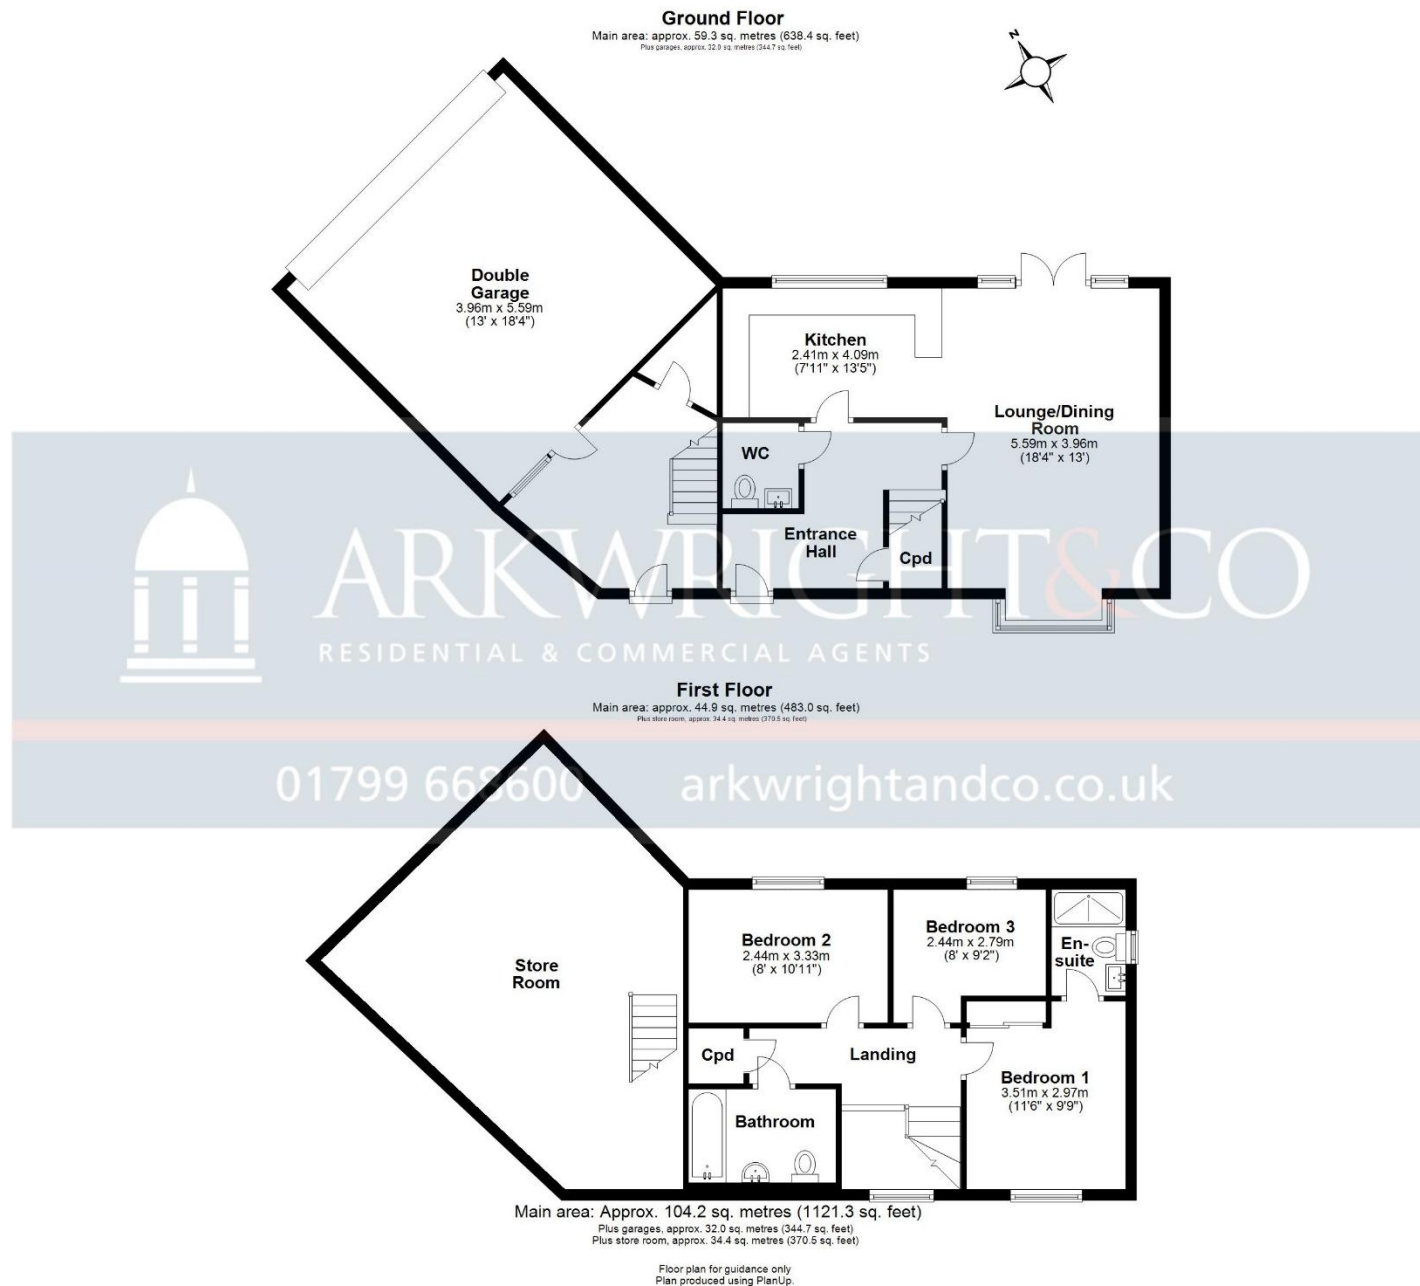 Ground Floor
Main area: approx. 59.3 sq. metres (638.4 sq. feet)
Plus garages, approx. 32.0 sq. metres (344.7 sq. feet)
N
Double
Garage
3.96m x 5.59m
(13' x 18'4")
Kitchen
2.41m x 4.09m
(7'11" x 13'5")
Lounge/Dining
Room
5.59m x 3.96m
(18'4" x 13')
WC
Entrance
Hall
Cpd
ARKWRIGHT&CO
RESIDENTIAL & COMMERCIAL AGENTS
First Floor
Main area: approx. 44.9 sq. metres (483.0 sq. feet)
Plus store room, approx. 34.4 sq. metres (370.5 sq. feet)
01799 668600 arkwrightandco.co.uk
Store
Room
Bedroom 2
2.44m x 3.33m
(8' x 10'11")
Bedroom 3
2.44m x 2.79m
(8' x 9'2")
En-
suite
Cpd
Landing
Bedroom 1
3.51m x 2.97m
(11'6" x 9'9")
Bathroom
Main area: Approx. 104.2 sq. metres (1121.3 sq. feet)
Plus garages, approx. 32.0 sq. metres (344.7 sq. feet)
Plus store room, approx. 34.4 sq. metres (370.5 sq. feet)
Floor plan for guidance only
Plan produced using PlanUp.